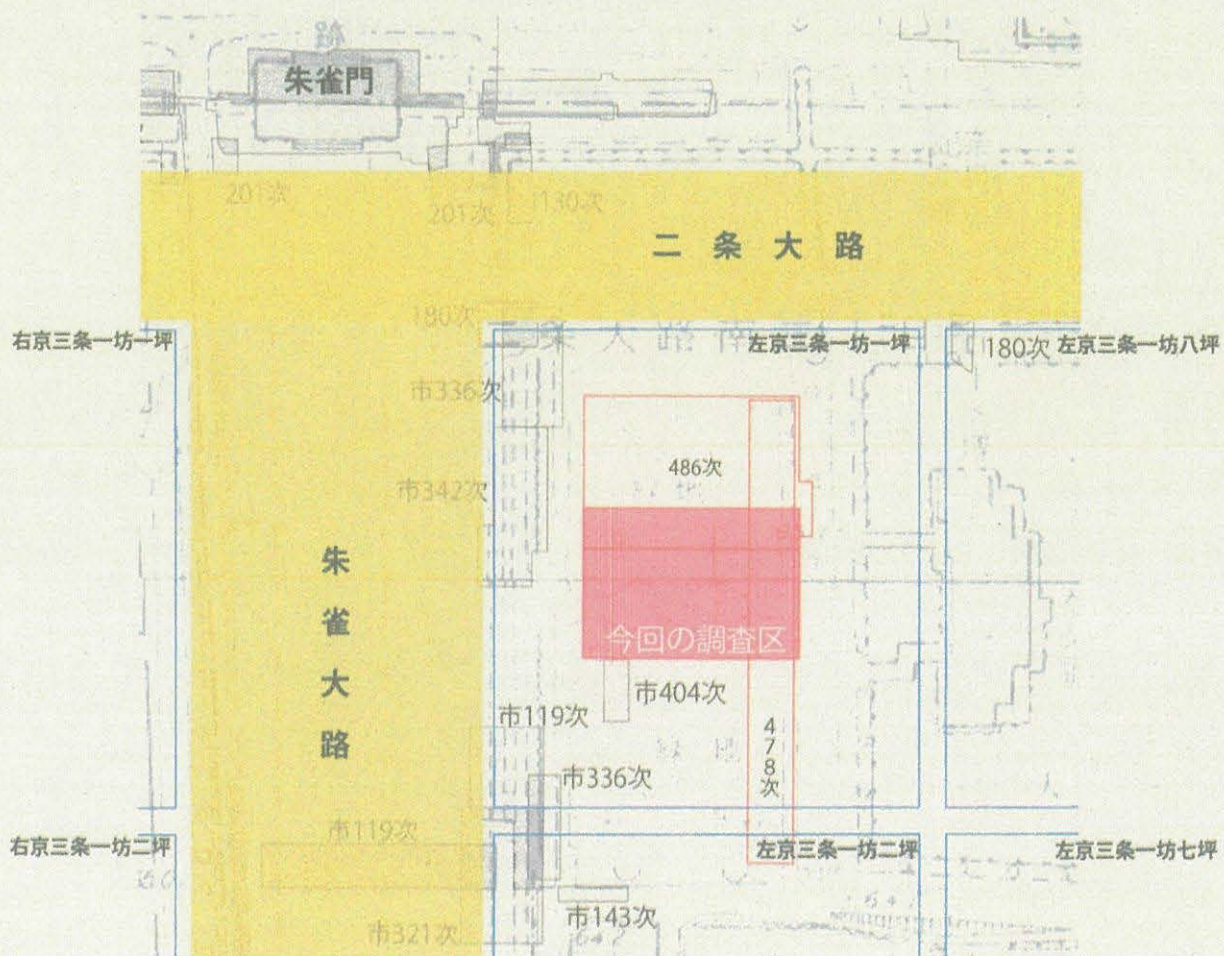 朱雀門
201次
201次
130次
二条大路
180次
右京三条一坊一坪
左京三条一坊一坪
180次
左京三条一坊八坪
市336次
486次
市342次
朱雀大路
今回の調査区
市404次
市119次
478次
市336次
市119次
右京三条一坊二坪
左京三条一坊二坪
左京三条一坊七坪
市143次
市321次